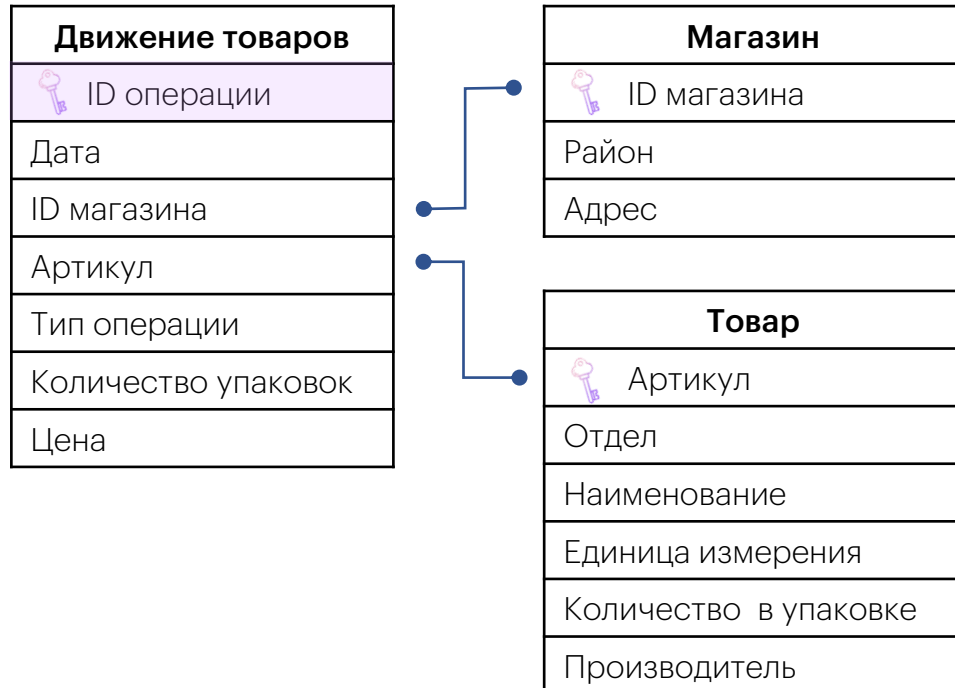 Движение товаров
ID операции
Дата
ID магазина
Артикул
Тип операции
Количество упаковок
Цена
Магазин
ID магазина
Район
Адрес
Товар
Артикул
Отдел
Наименование
Единица измерения
Количество в упаковке
Производитель